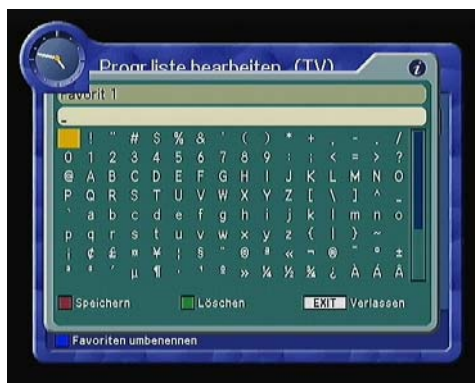 Progr.liste bearbeiten (TV)
Favorit 1
-
! " # $ % & ' ( ) * + , - . /
0 1 2 3 4 5 6 7 8 9 : ; < = > ?
@ A B C D E F G H I J K L M N O
P Q R S T U V W X Y Z [ \ ] ^ _
` a b c d e f g h i j k l m n o
p q r s t u v w x y z { | } ~
¡ ¢ £ ¤ ¥ ¦ § ¨ © ª « ¬ ® ¯ ° ±
² ³ ´ µ ¶ · ¹ º » ¼ ½ ¾ ¿ À Á Â
Speichern Löschen EXIT Verlassen
Favoriten umbenennen